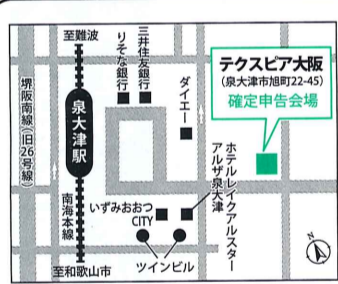 至難波
三井住友銀行
りそな銀行
ダイエー
テクスピア大阪
(泉大津市旭町22-45)
確定申告会場
堺阪南線(旧26号線)
泉大津駅
南海本線
いずみおおつ
CITY
ホテルレイクアルスター
アルザ泉大津
至和歌山市
ツインビル
N